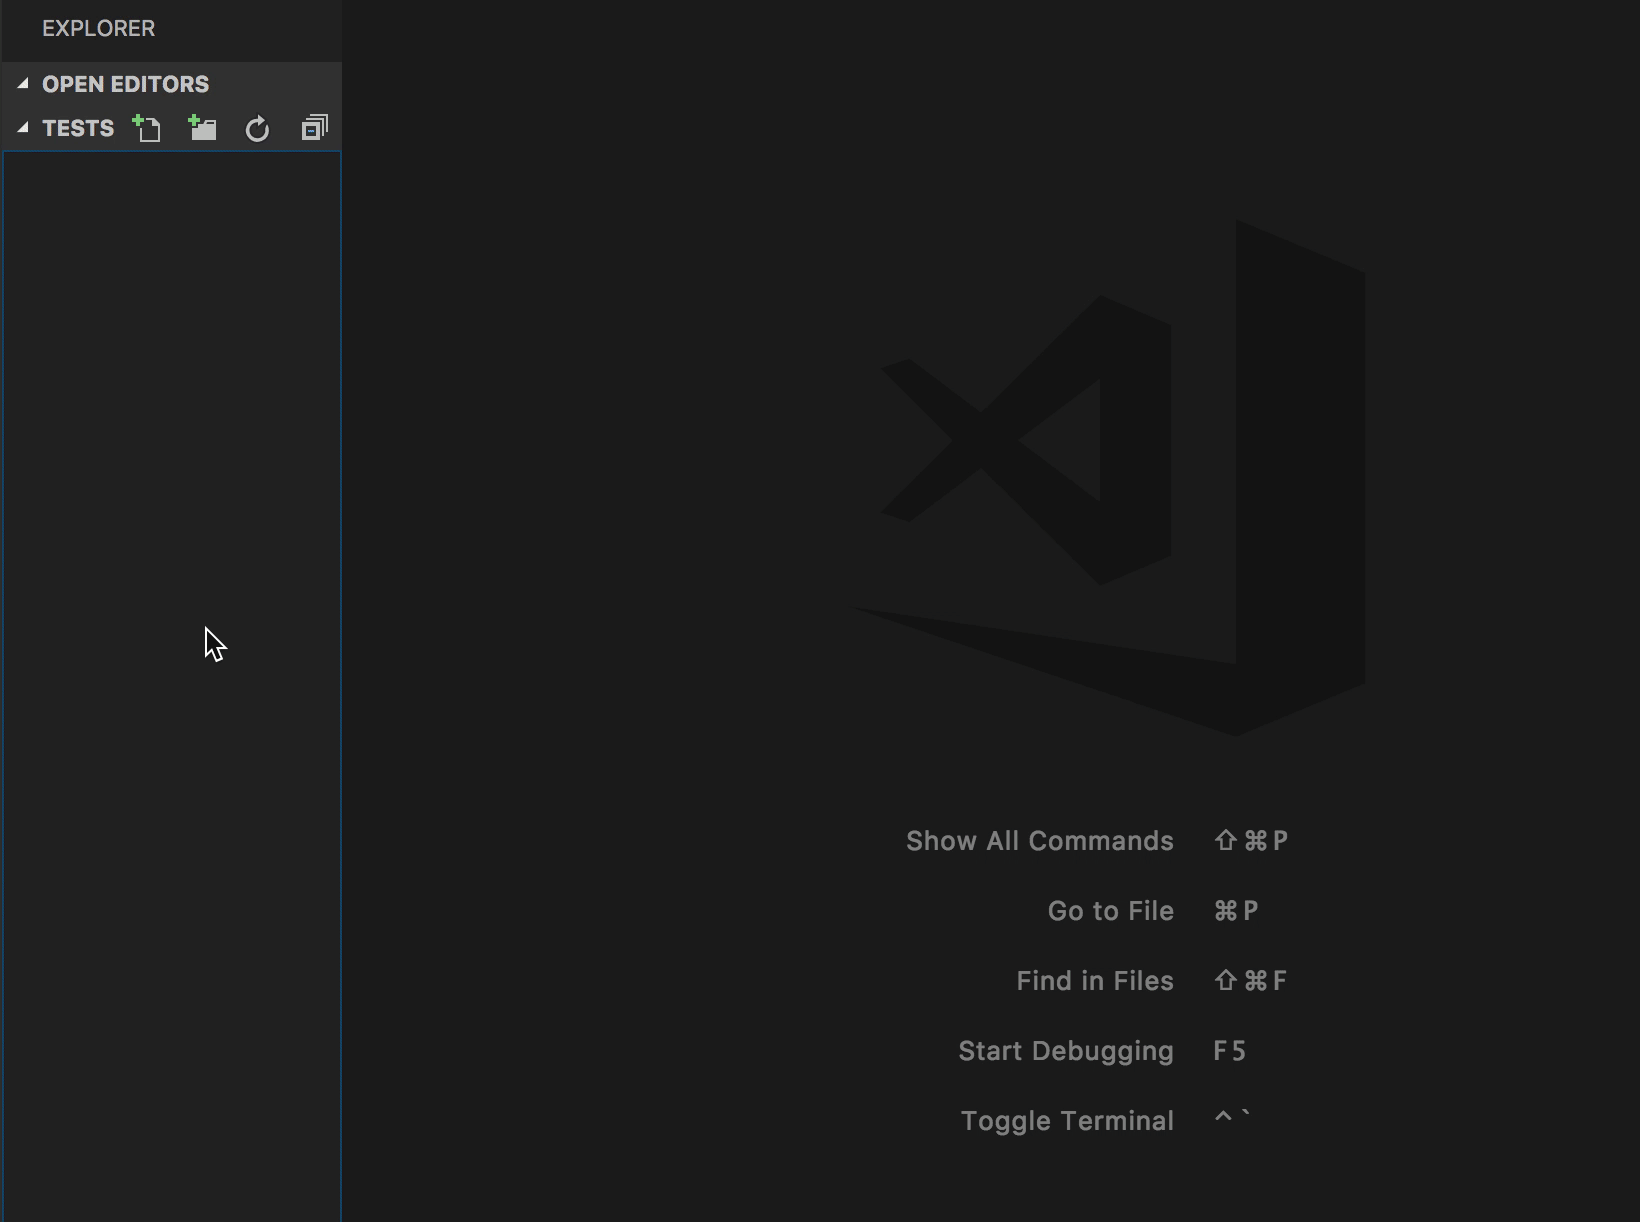 EXPLORER
OPEN EDITORS
TESTS
Show All Commands ⇧⌘P
Go to File ⌘P
Find in Files ⇧⌘F
Start Debugging F5
Toggle Terminal ^`